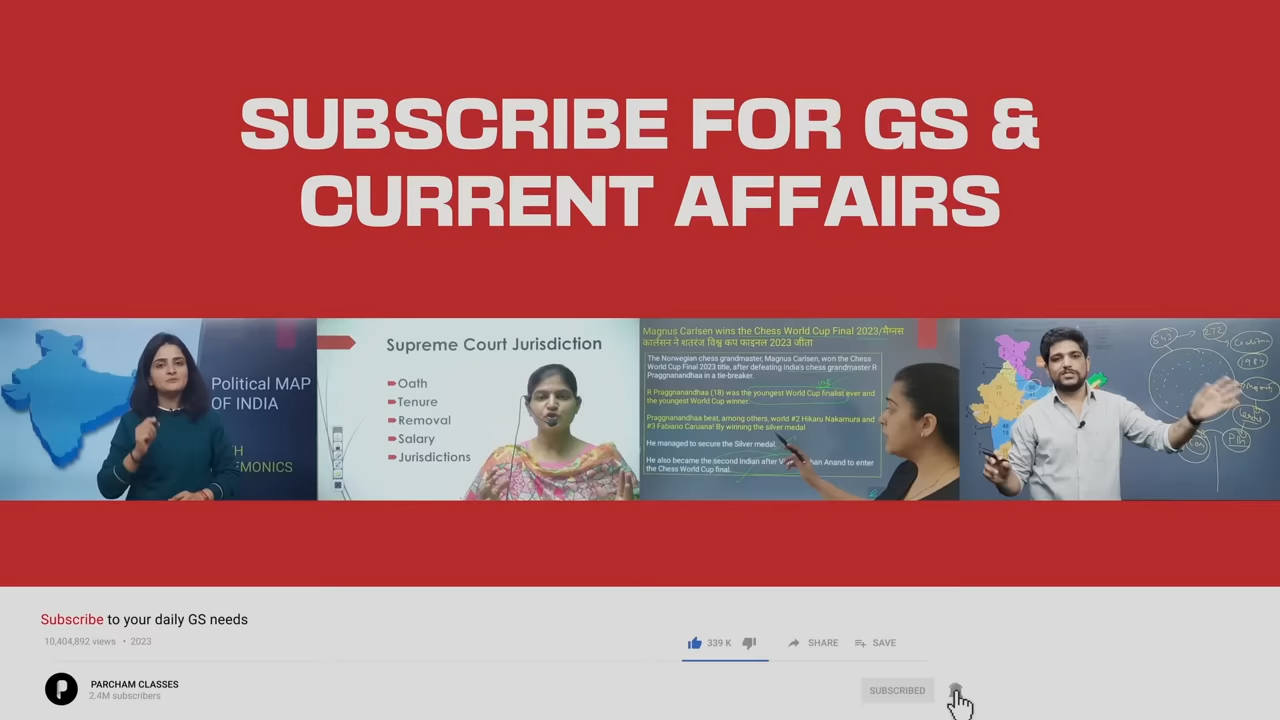 SUBSCRIBE FOR GS &
CURRENT AFFAIRS
Political MAP
OF INDIA
Supreme Court Jurisdiction
Oath
Tenure
Removal
Salary
Jurisdictions
Magnus Carlsen wins the Chess World Cup Final 2023/मैग्नस
कार्लसन ने शतरंज विश्व कप फाइनल 2023 जीता
The Norwegian chess grandmaster, Magnus Carlsen, won the Chess
World Cup Final 2023 title, after defeating India's chess grandmaster R
Praggnanandhaa in a tie-breaker.
R Praggnanandhaa (18) was the youngest World Cup finalist ever and
the youngest World Cup winner.
Praggnanandhaa beat, among others, world #2 Hikaru Nakamura and
#3 Fabiano Caruana! By winning the silver medal
He managed to secure the Silver medal.
He also became the second Indian after Anand to enter
the Chess World Cup final.
543
272
1984
Subscribe to your daily GS needs
10,404,892 views • 2023
339 K
SHARE
SAVE
PARCHAM CLASSES
2.4M subscribers
SUBSCRIBED